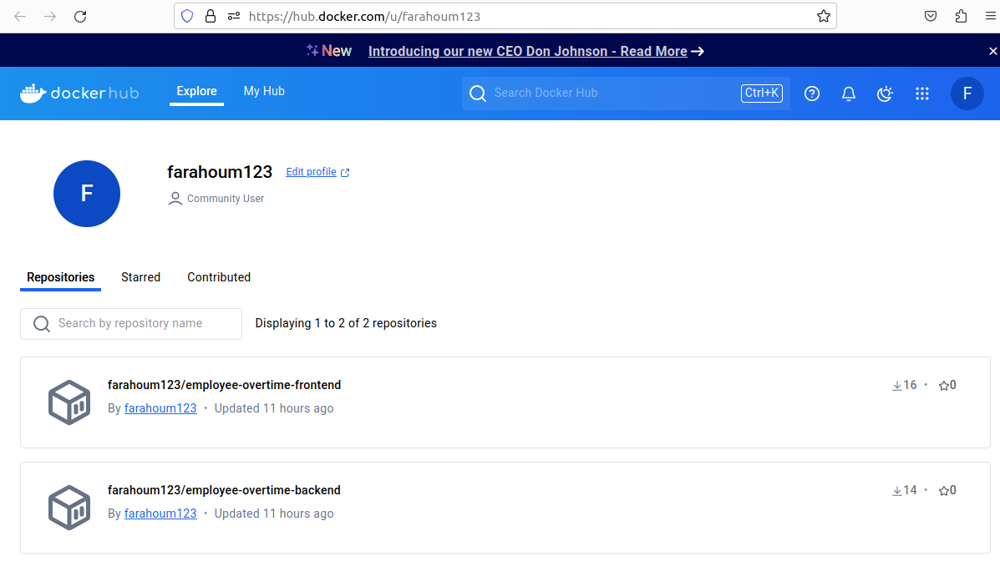 https://hub.docker.com/u/farahoum123
New Introducing our new CEO Don Johnson - Read More
dockerhub Explore My Hub Search Docker Hub Ctrl+K F
F
farahoum123 Edit profile
Community User
Repositories Starred Contributed
Search by repository name Displaying 1 to 2 of 2 repositories
farahoum123/employee-overtime-frontend 16 • 0
By farahoum123 • Updated 11 hours ago
farahoum123/employee-overtime-backend 14 • 0
By farahoum123 • Updated 11 hours ago